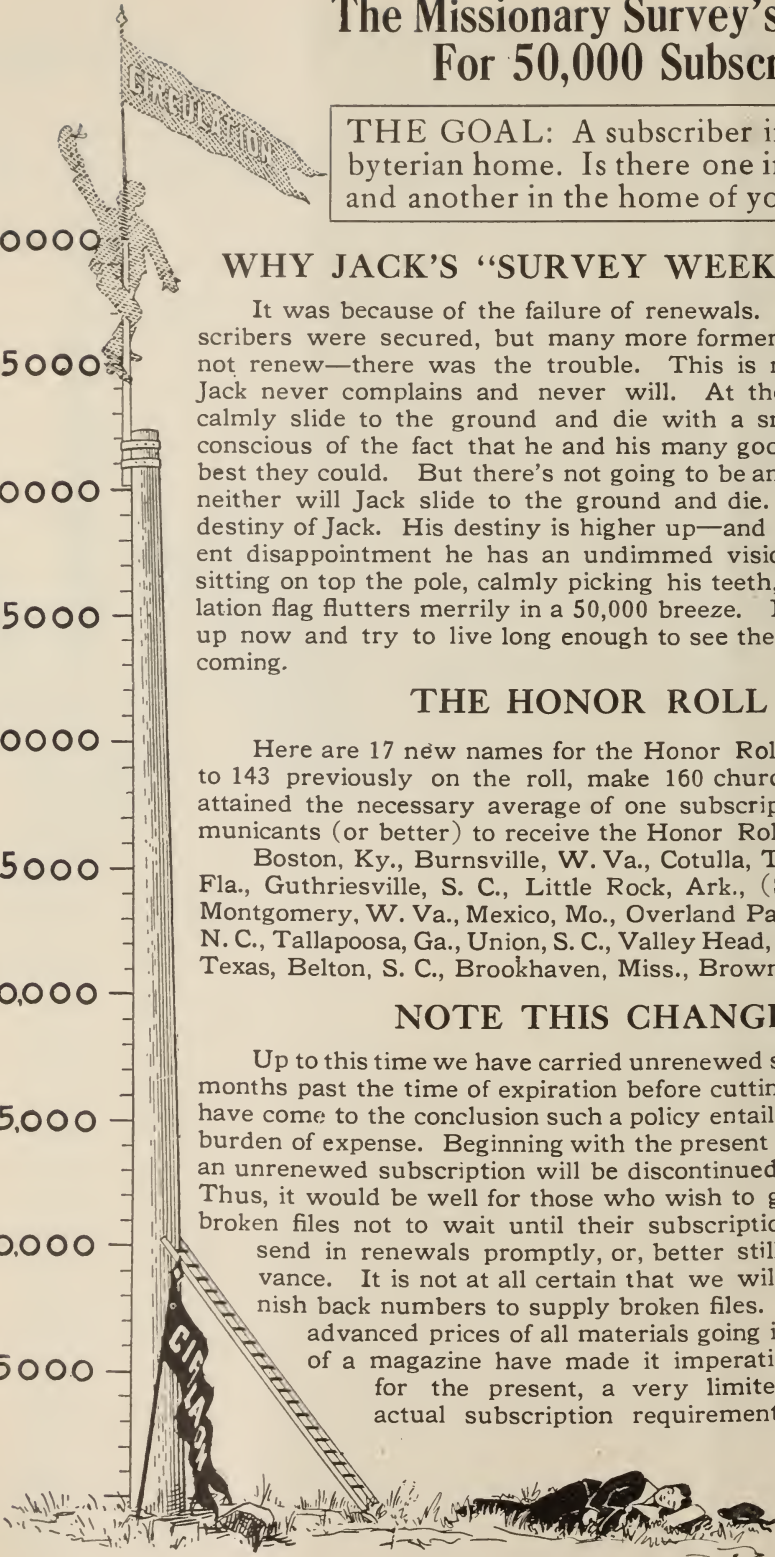 The Missionary Survey's
For 50,000 Subscr
CIRCULATION
THE GOAL: A subscriber i
byterian home. Is there one i
and another in the home of yo
0000
WHY JACK'S "SURVEY WEEK
It was because of the failure of renewals.
scribers were secured, but many more former
not renew—there was the trouble. This is
5000
Jack never complains and never will. At th
calmly slide to the ground and die with a s
conscious of the fact that he and his many goo
best they could. But there's not going to be an
0000
neither will Jack slide to the ground and die.
destiny of Jack. His destiny is higher up—and
ent disappointment he has an undimmed visio
sitting on top the pole, calmly picking his teeth,
5000
lation flag flutters merrily in a 50,000 breeze.
up now and try to live long enough to see the
coming.
THE HONOR ROLL
0000
Here are 17 new names for the Honor Rol
to 143 previously on the roll, make 160 churc
attained the necessary average of one subscrip
municants (or better) to receive the Honor Rol
5000
Boston, Ky., Burnsville, W. Va., Cotulla, T
Fla., Guthriesville, S. C., Little Rock, Ark., (
Montgomery, W. Va., Mexico, Mo., Overland Pa
N. C., Tallapoosa, Ga., Union, S. C., Valley Head,
Texas, Belton, S. C., Brookhaven, Miss., Brown
0,000
NOTE THIS CHANGE
Up to this time we have carried unrenewed s
months past the time of expiration before cuttin
5,000
have come to the conclusion such a policy entail
burden of expense. Beginning with the present
an unrenewed subscription will be discontinued
Thus, it would be well for those who wish to g
broken files not to wait until their subscriptio
0,000
send in renewals promptly, or, better stil
vance. It is not at all certain that we wil
nish back numbers to supply broken files.
advanced prices of all materials going i
5000
of a magazine have made it imperati
for the present, a very limite
actual subscription requirement